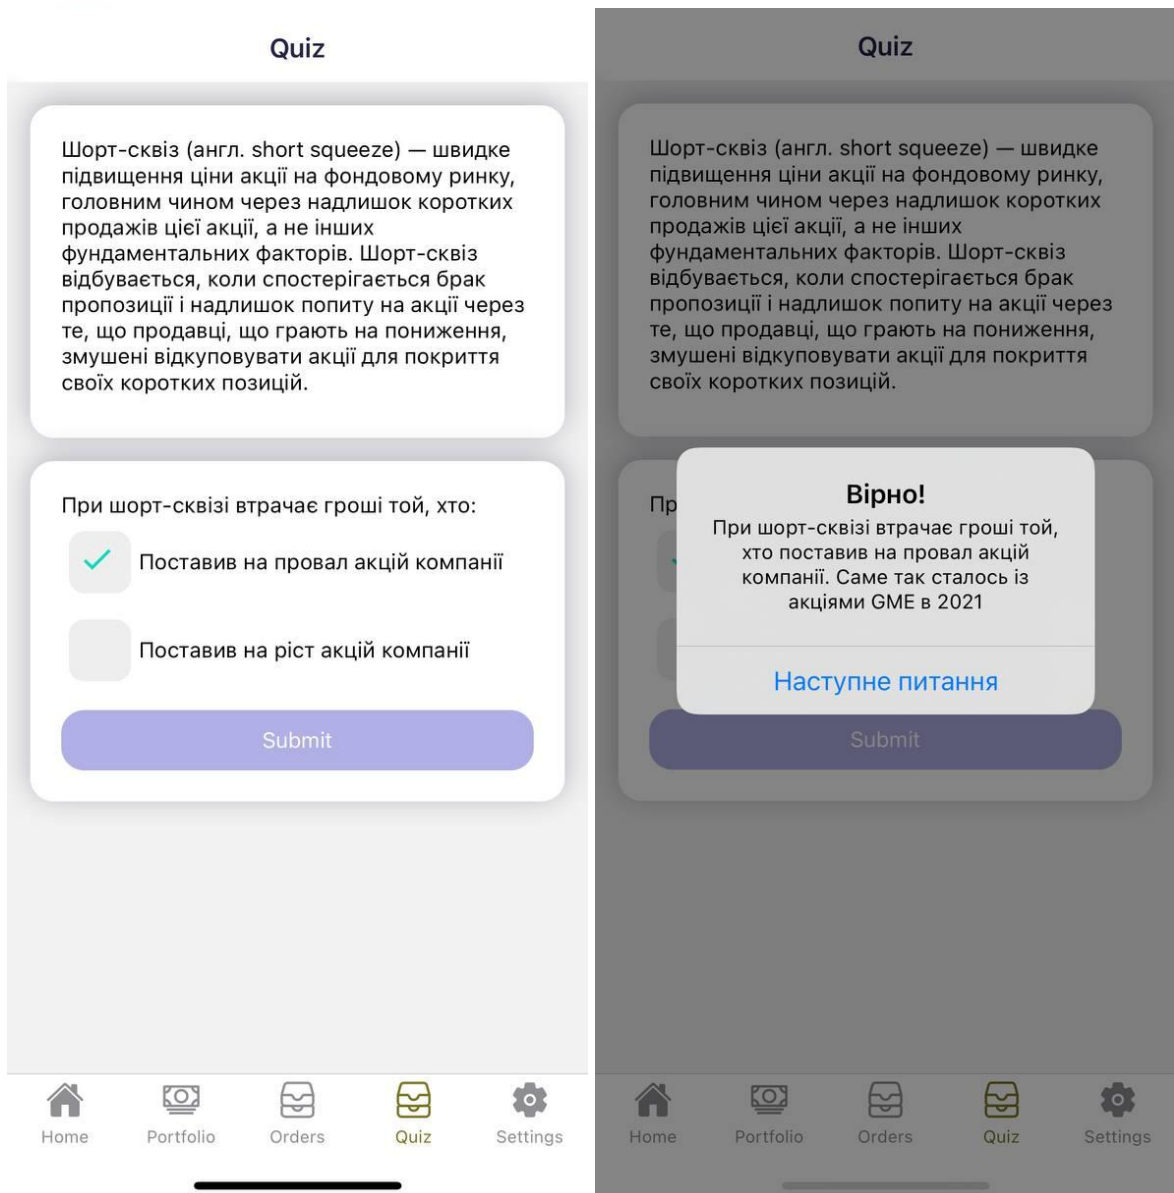 Quiz
Шорт-сквіз (англ. short squeeze) — швидке
підвищення ціни акції на фондовому ринку,
головним чином через надлишок коротких
продажів цієї акції, а не інших
фундаментальних факторів. Шорт-сквіз
відбувається, коли спостерігається брак
пропозиції і надлишок попиту на акції через
те, що продавці, що грають на пониження,
змушені відкуповувати акції для покриття
своїх коротких позицій.
При шорт-сквізі втрачає гроші той, хто:
Поставив на провал акцій компанії
Поставив на ріст акцій компанії
Submit
Home
Portfolio
Orders
Quiz
Settings
Quiz
Шорт-сквіз (англ. short squeeze) — швидке
підвищення ціни акції на фондовому ринку,
головним чином через надлишок коротких
продажів цієї акції, а не інших
фундаментальних факторів. Шорт-сквіз
відбувається, коли спостерігається брак
пропозиції і надлишок попиту на акції через
те, що продавці, що грають на пониження,
змушені відкуповувати акції для покриття
своїх коротких позицій.
Пр
Вірно!
При шорт-сквізі втрачає гроші той,
хто поставив на провал акцій
компанії. Саме так сталось із
акціями GME в 2021
Наступне питання
Submit
Home
Portfolio
Orders
Quiz
Settings